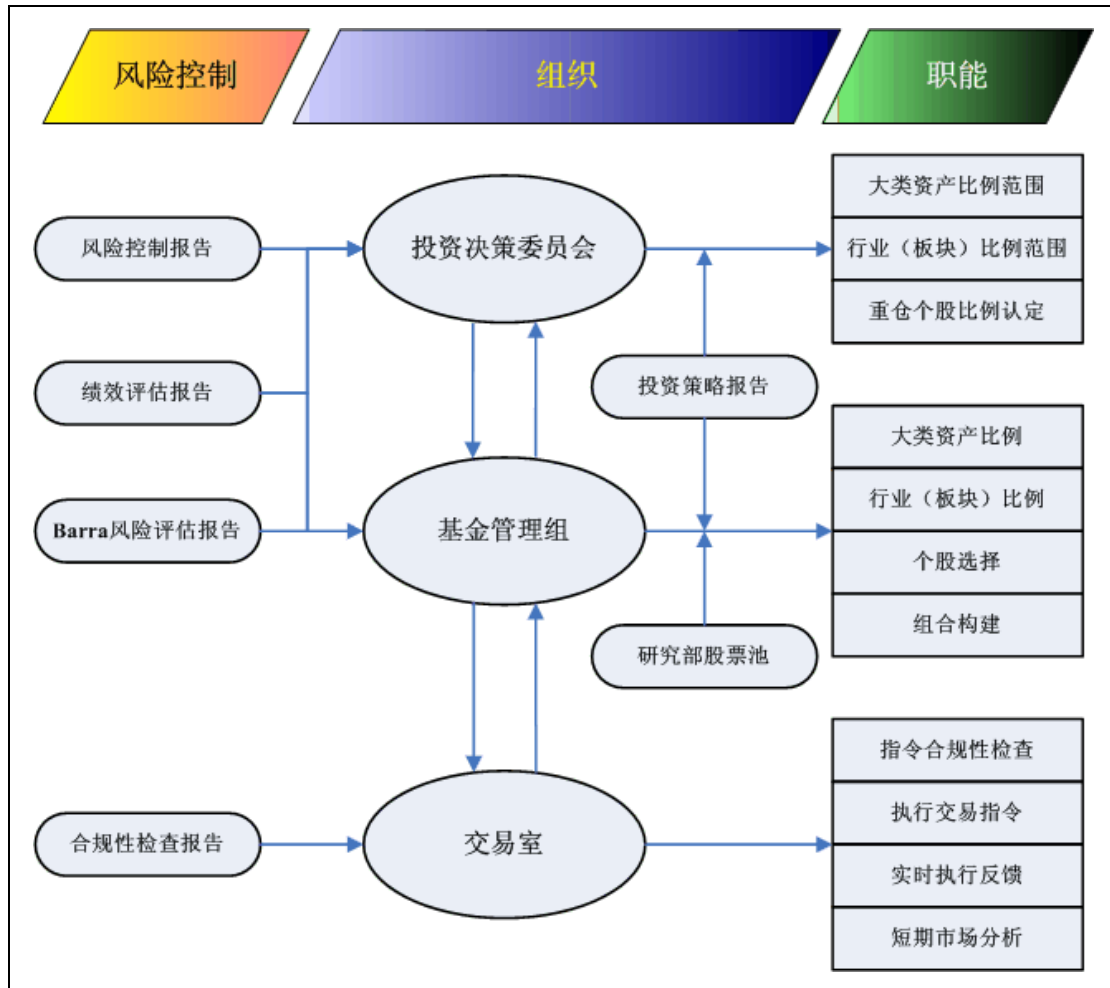 风险控制
组织
职能
风险控制报告
绩效评估报告
Barra风险评估报告
合规性检查报告
投资决策委员会
基金管理组
交易室
投资策略报告
研究部股票池
大类资产比例范围
行业（板块）比例范围
重仓个股比例认定
大类资产比例
行业（板块）比例
个股选择
组合构建
指令合规性检查
执行交易指令
实时执行反馈
短期市场分析